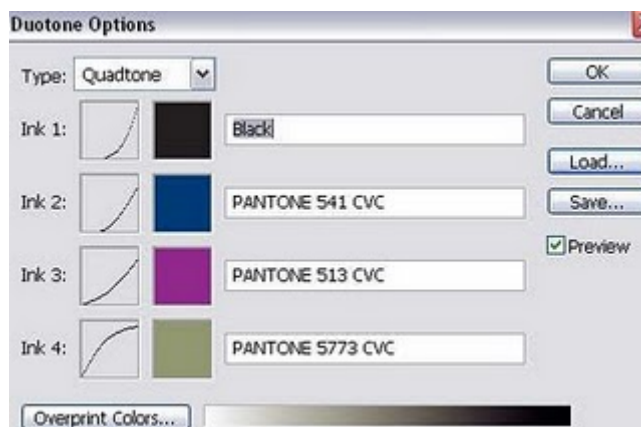 Duotone Options
Type: Quadtone
OK
Ink 1: Black
Cancel
Load...
Ink 2: PANTONE 541 CVC
Save...
Preview
Ink 3: PANTONE 513 CVC
Ink 4: PANTONE 5773 CVC
Overprint Colors...